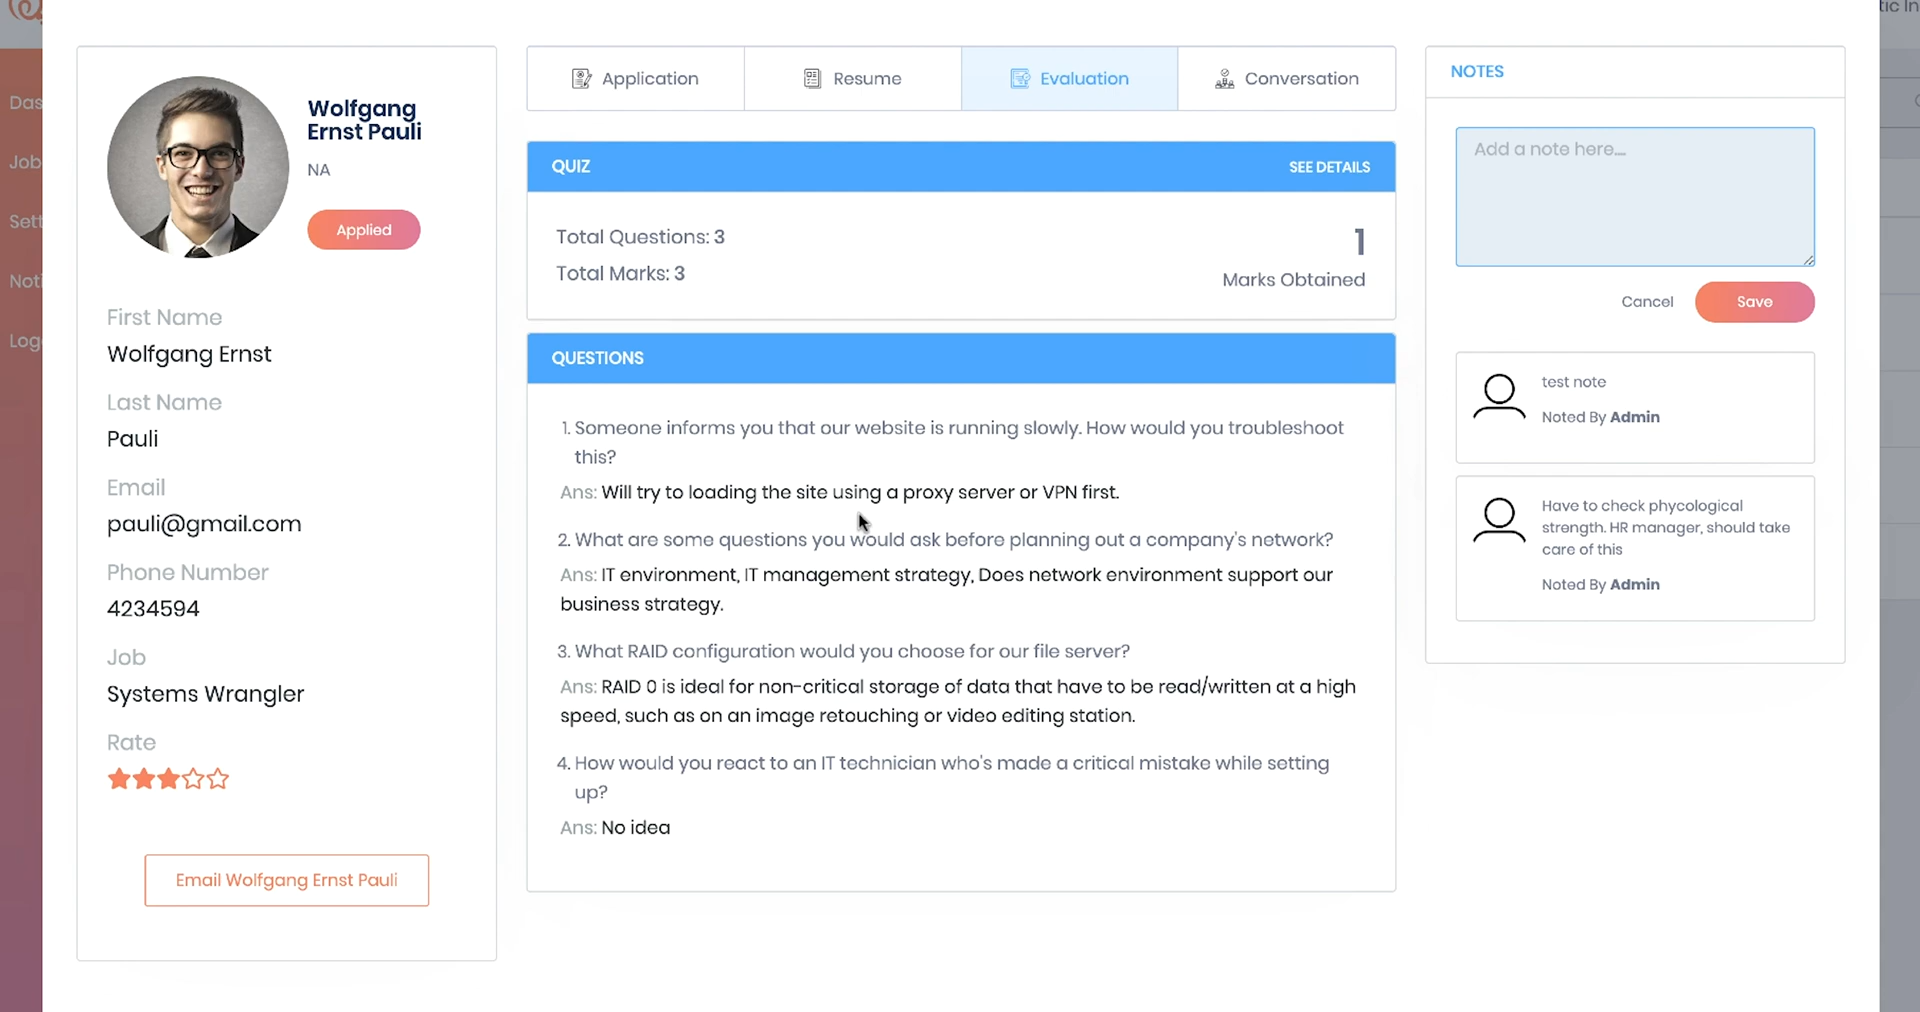 tic In
Das
Job
Sett
Noti
Log
Wolfgang
Ernst Pauli
NA
Applied
First Name
Wolfgang Ernst
Last Name
Pauli
Email
pauli@gmail.com
Phone Number
4234594
Job
Systems Wrangler
Rate
Email Wolfgang Ernst Pauli
Application
Resume
Evaluation
Conversation
QUIZ
SEE DETAILS
Total Questions: 3
Total Marks: 3
1
Marks Obtained
QUESTIONS
1. Someone informs you that our website is running slowly. How would you troubleshoot
this?
Ans: Will try to loading the site using a proxy server or VPN first.
2. What are some questions you would ask before planning out a company's network?
Ans: IT environment, IT management strategy, Does network environment support our
business strategy.
3. What RAID configuration would you choose for our file server?
Ans: RAID 0 is ideal for non-critical storage of data that have to be read/written at a high
speed, such as on an image retouching or video editing station.
4. How would you react to an IT technician who's made a critical mistake while setting
up?
Ans: No idea
NOTES
Add a note here....
Cancel
Save
test note
Noted By Admin
Have to check phycological
strength. HR manager, should take
care of this
Noted By Admin